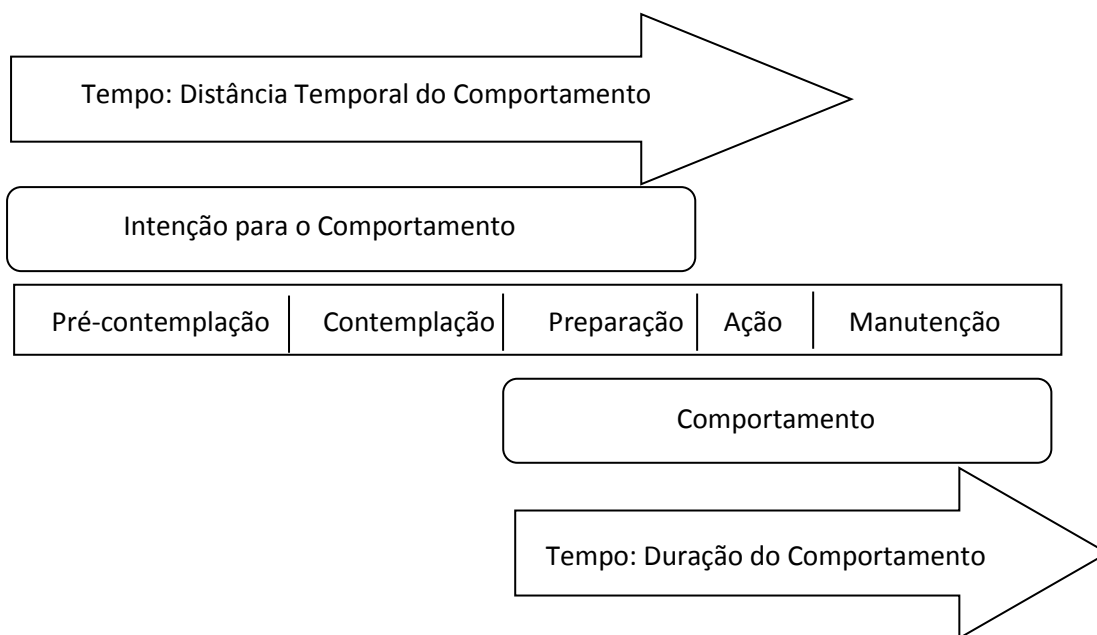 Tempo: Distância Temporal do Comportamento
Intenção para o Comportamento
Pré-contemplação Contemplação Preparação Ação Manutenção
Comportamento
Tempo: Duração do Comportamento